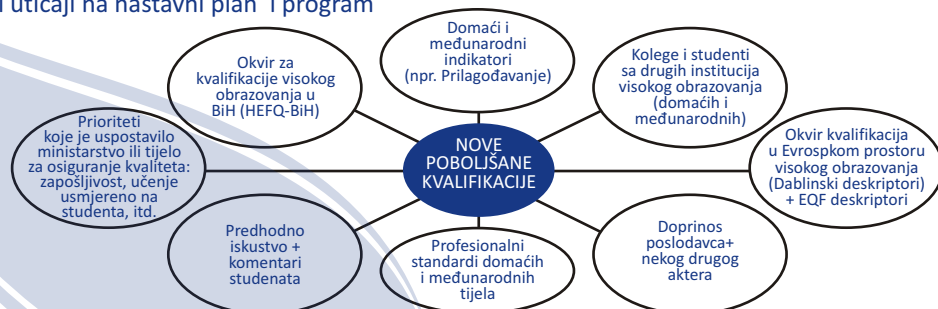 i uticaji na nastavni plan i program
Domaći i
međunarodni
indikatori
(npr. Prilagođavanje)
Okvir za
kvalifikacije visokog
obrazovanja u
BiH (HEFQ-BiH)
Kolege i studenti
sa drugih institucija
visokog obrazovanja
(domaćih i
međunarodnih)
Prioriteti
koje je uspostavilo
ministarstvo ili tijelo
za osiguranje kvaliteta:
zapošljivost, učenje
usmjereno na
studenta, itd.
NOVE
POBOLJŠANE
KVALIFIKACIJE
Okvir kvalifikacija
u Evrospkom prostoru
visokog obrazovanja
(Dablinski deskriptori)
+ EQF deskriptori
Predhodno
iskustvo +
komentari
studenata
Profesionalni
standardi domaćih
i međunarodnih
tijela
Doprinos
poslodavca+
nekog drugog
aktera